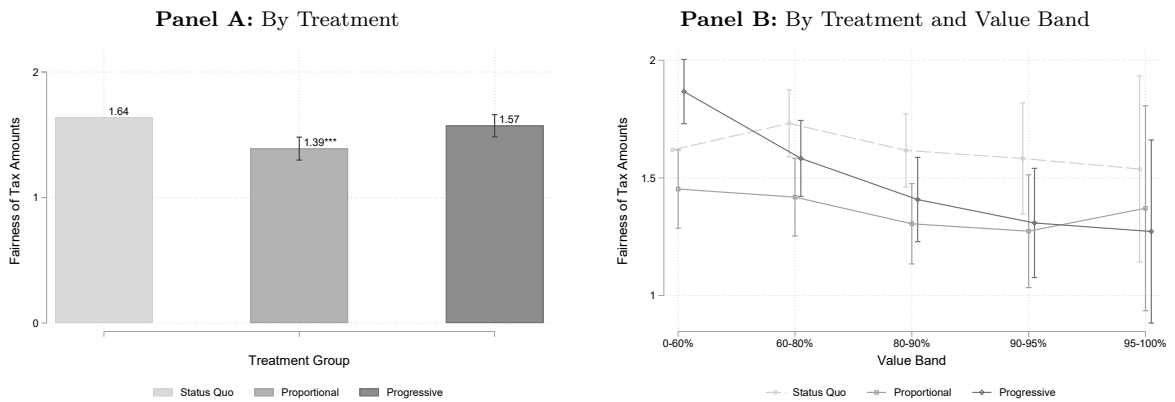 Panel A: By Treatment
Fairness of Tax Amounts
2
1
0
1.64
1.39***
1.57
Treatment Group
Status Quo Proportional Progressive
Panel B: By Treatment and Value Band
Fairness of Tax Amounts
2
1.5
1
0-60% 60-80% 80-90% 90-95% 95-100%
Value Band
Status Quo Proportional Progressive